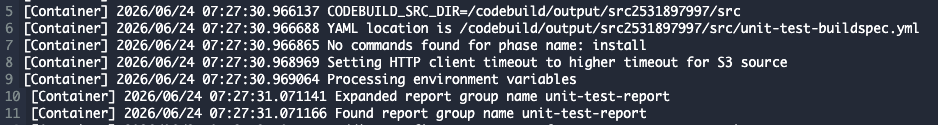 5 [Container] 2026/06/24 07:27:30.966137 CODEBUILD_SRC_DIR=/codebuild/output/src2531897997/src
6 [Container] 2026/06/24 07:27:30.966688 YAML location is /codebuild/output/src2531897997/src/unit-test-buildspec.yml
7 [Container] 2026/06/24 07:27:30.966865 No commands found for phase name: install
8 [Container] 2026/06/24 07:27:30.968969 Setting HTTP client timeout to higher timeout for S3 source
9 [Container] 2026/06/24 07:27:30.969064 Processing environment variables
10 [Container] 2026/06/24 07:27:31.071141 Expanded report group name unit-test-report
11 [Container] 2026/06/24 07:27:31.071166 Found report group name unit-test-report